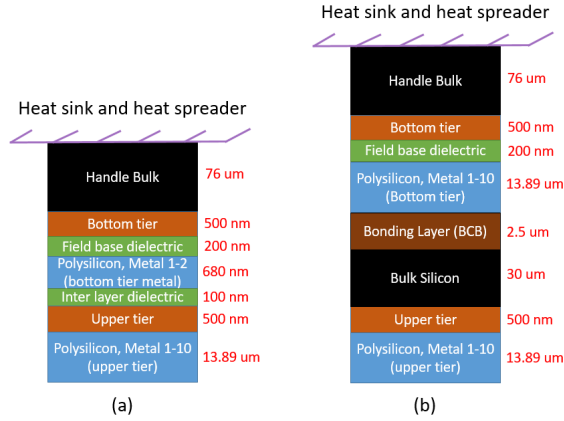 Heat sink and heat spreader
Handle Bulk
76 um
Bottom tier
500 nm
Field base dielectric
200 nm
Polysilicon, Metal 1-2
(bottom tier metal)
680 nm
Inter layer dielectric
100 nm
Upper tier
500 nm
Polysilicon, Metal 1-10
(upper tier)
13.89 um
(a)
Heat sink and heat spreader
Handle Bulk
76 um
Bottom tier
500 nm
Field base dielectric
200 nm
Polysilicon, Metal 1-10
(Bottom tier)
13.89 um
Bonding Layer (BCB)
2.5 um
Bulk Silicon
30 um
Upper tier
500 nm
Polysilicon, Metal 1-10
(upper tier)
13.89 um
(b)